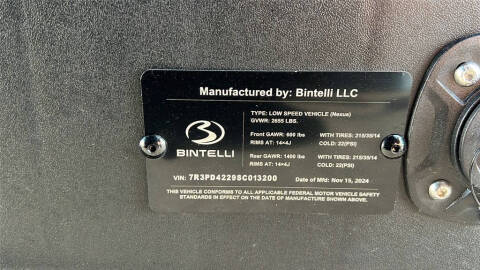 Manufactured by: Bintelli LLC
TYPE: LOW SPEED VEHICLE (Nexus)
GVWR: 2655 LBS.
Front GAWR: 600 lbs WITH TIRES: 215/35/14
RIMS AT: 14×4J COLD: 22(PSI)
BINTELLI
Rear GAWR: 1400 lbs WITH TIRES: 215/35/14
RIMS AT: 14×4J COLD: 22(PSI)
VIN: 7R3PD4229SC013200 Date of Mfd: Nov 15, 2024
THIS VEHICLE CONFORMS TO ALL APPLICABLE FEDERAL MOTOR VEHICLE SAFETY
STANDARDS IN EFFECT ON THE DATE OF MANUFACTURE SHOWN ABOVE.